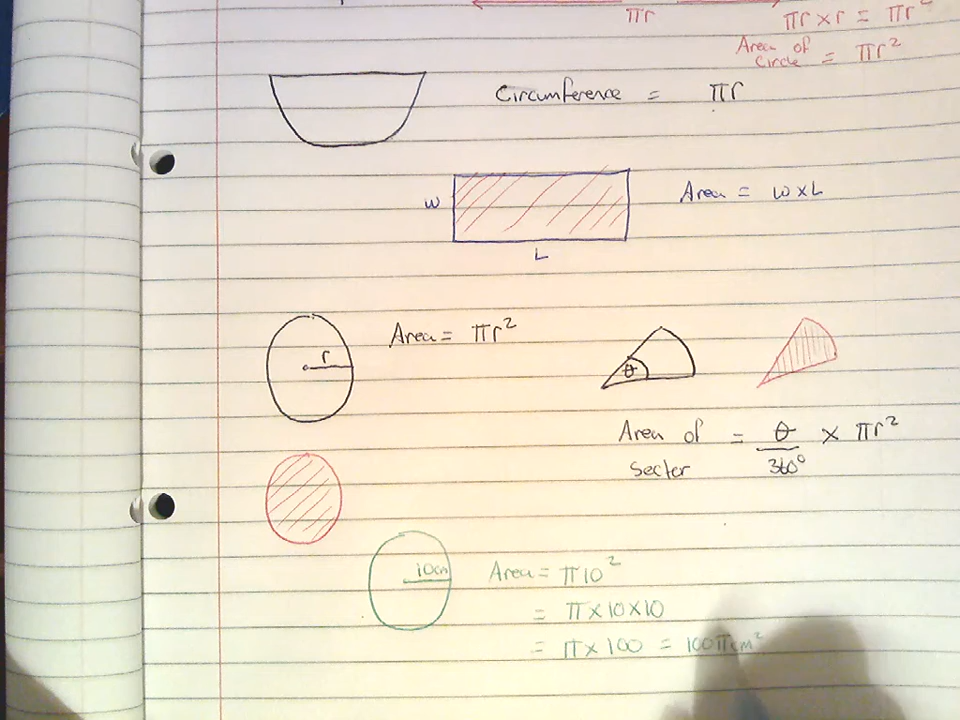 πr
πr x r = πr²
Area of
Circle = πr²
Circumference = πr
w
Area = w x L
L
Area = πr²
r
θ
Area of = θ x πr²
secter 360°
10cm
Area = π10²
= π x 10 x 10
= π x 100 = 100πcm²